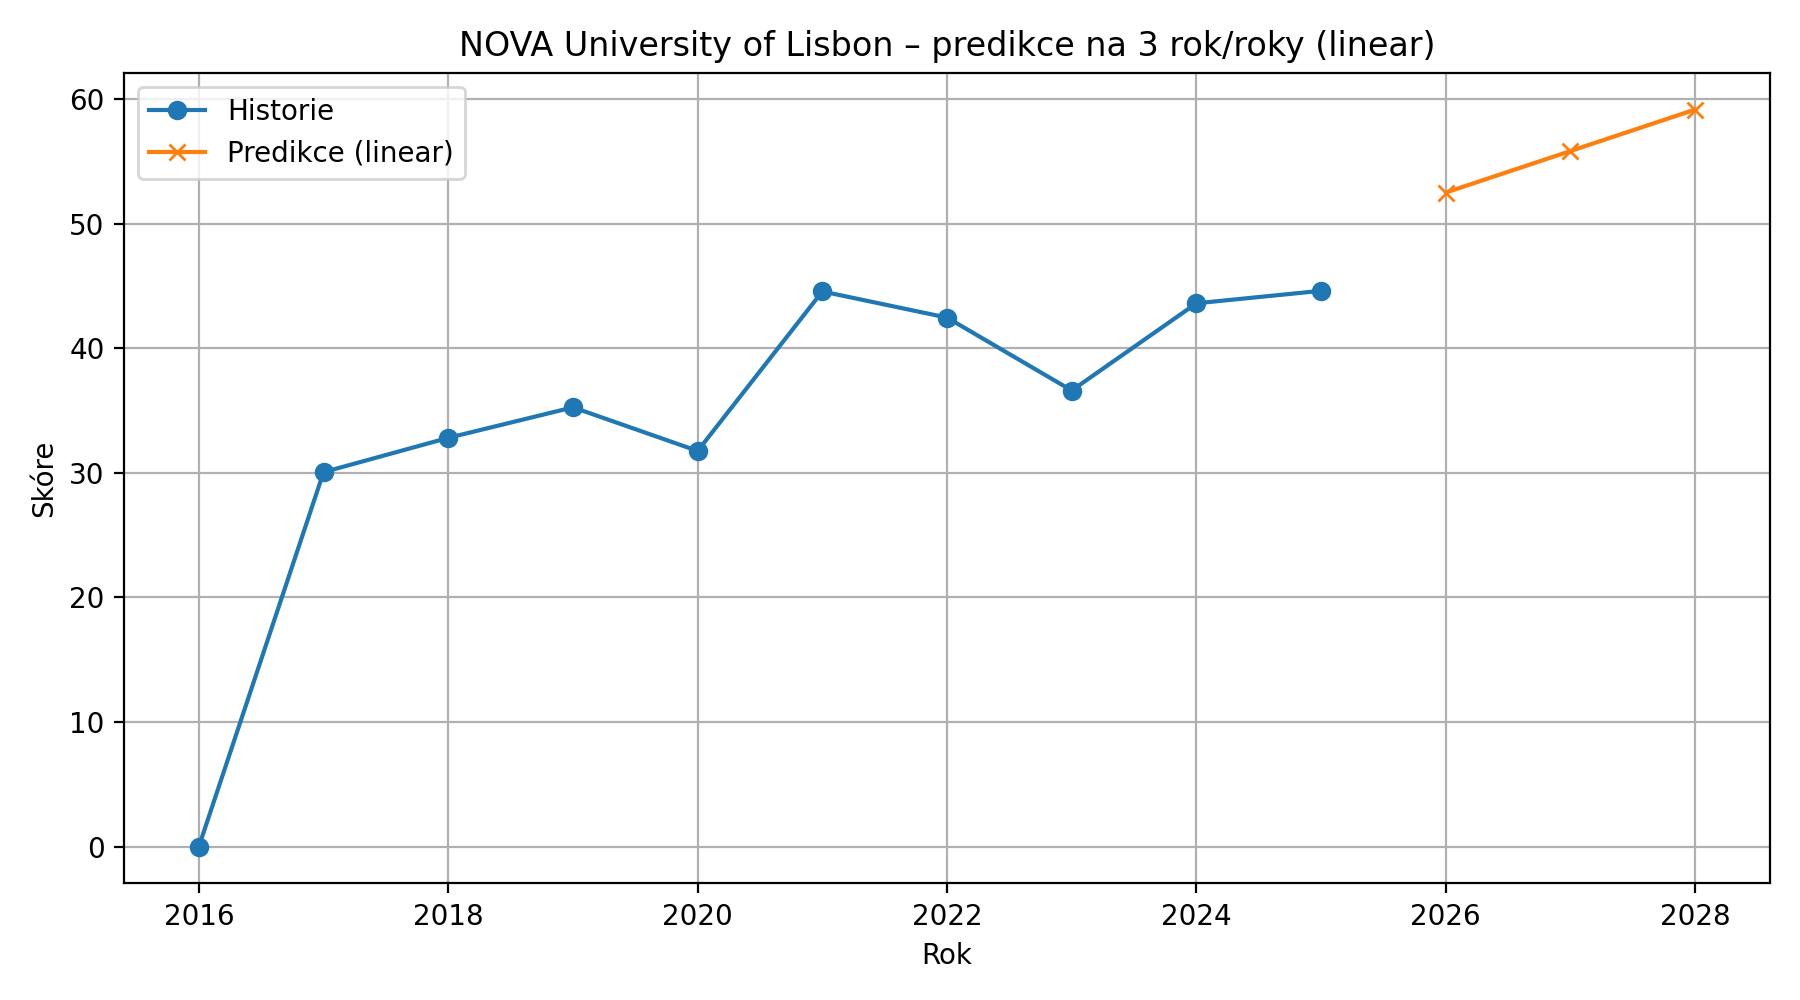 NOVA University of Lisbon – predikce na 3 rok/roky (linear)
Historie
Predikce (linear)
60
50
40
30
20
10
0
Skóre
2016 2018 2020 2022 2024 2026 2028
Rok